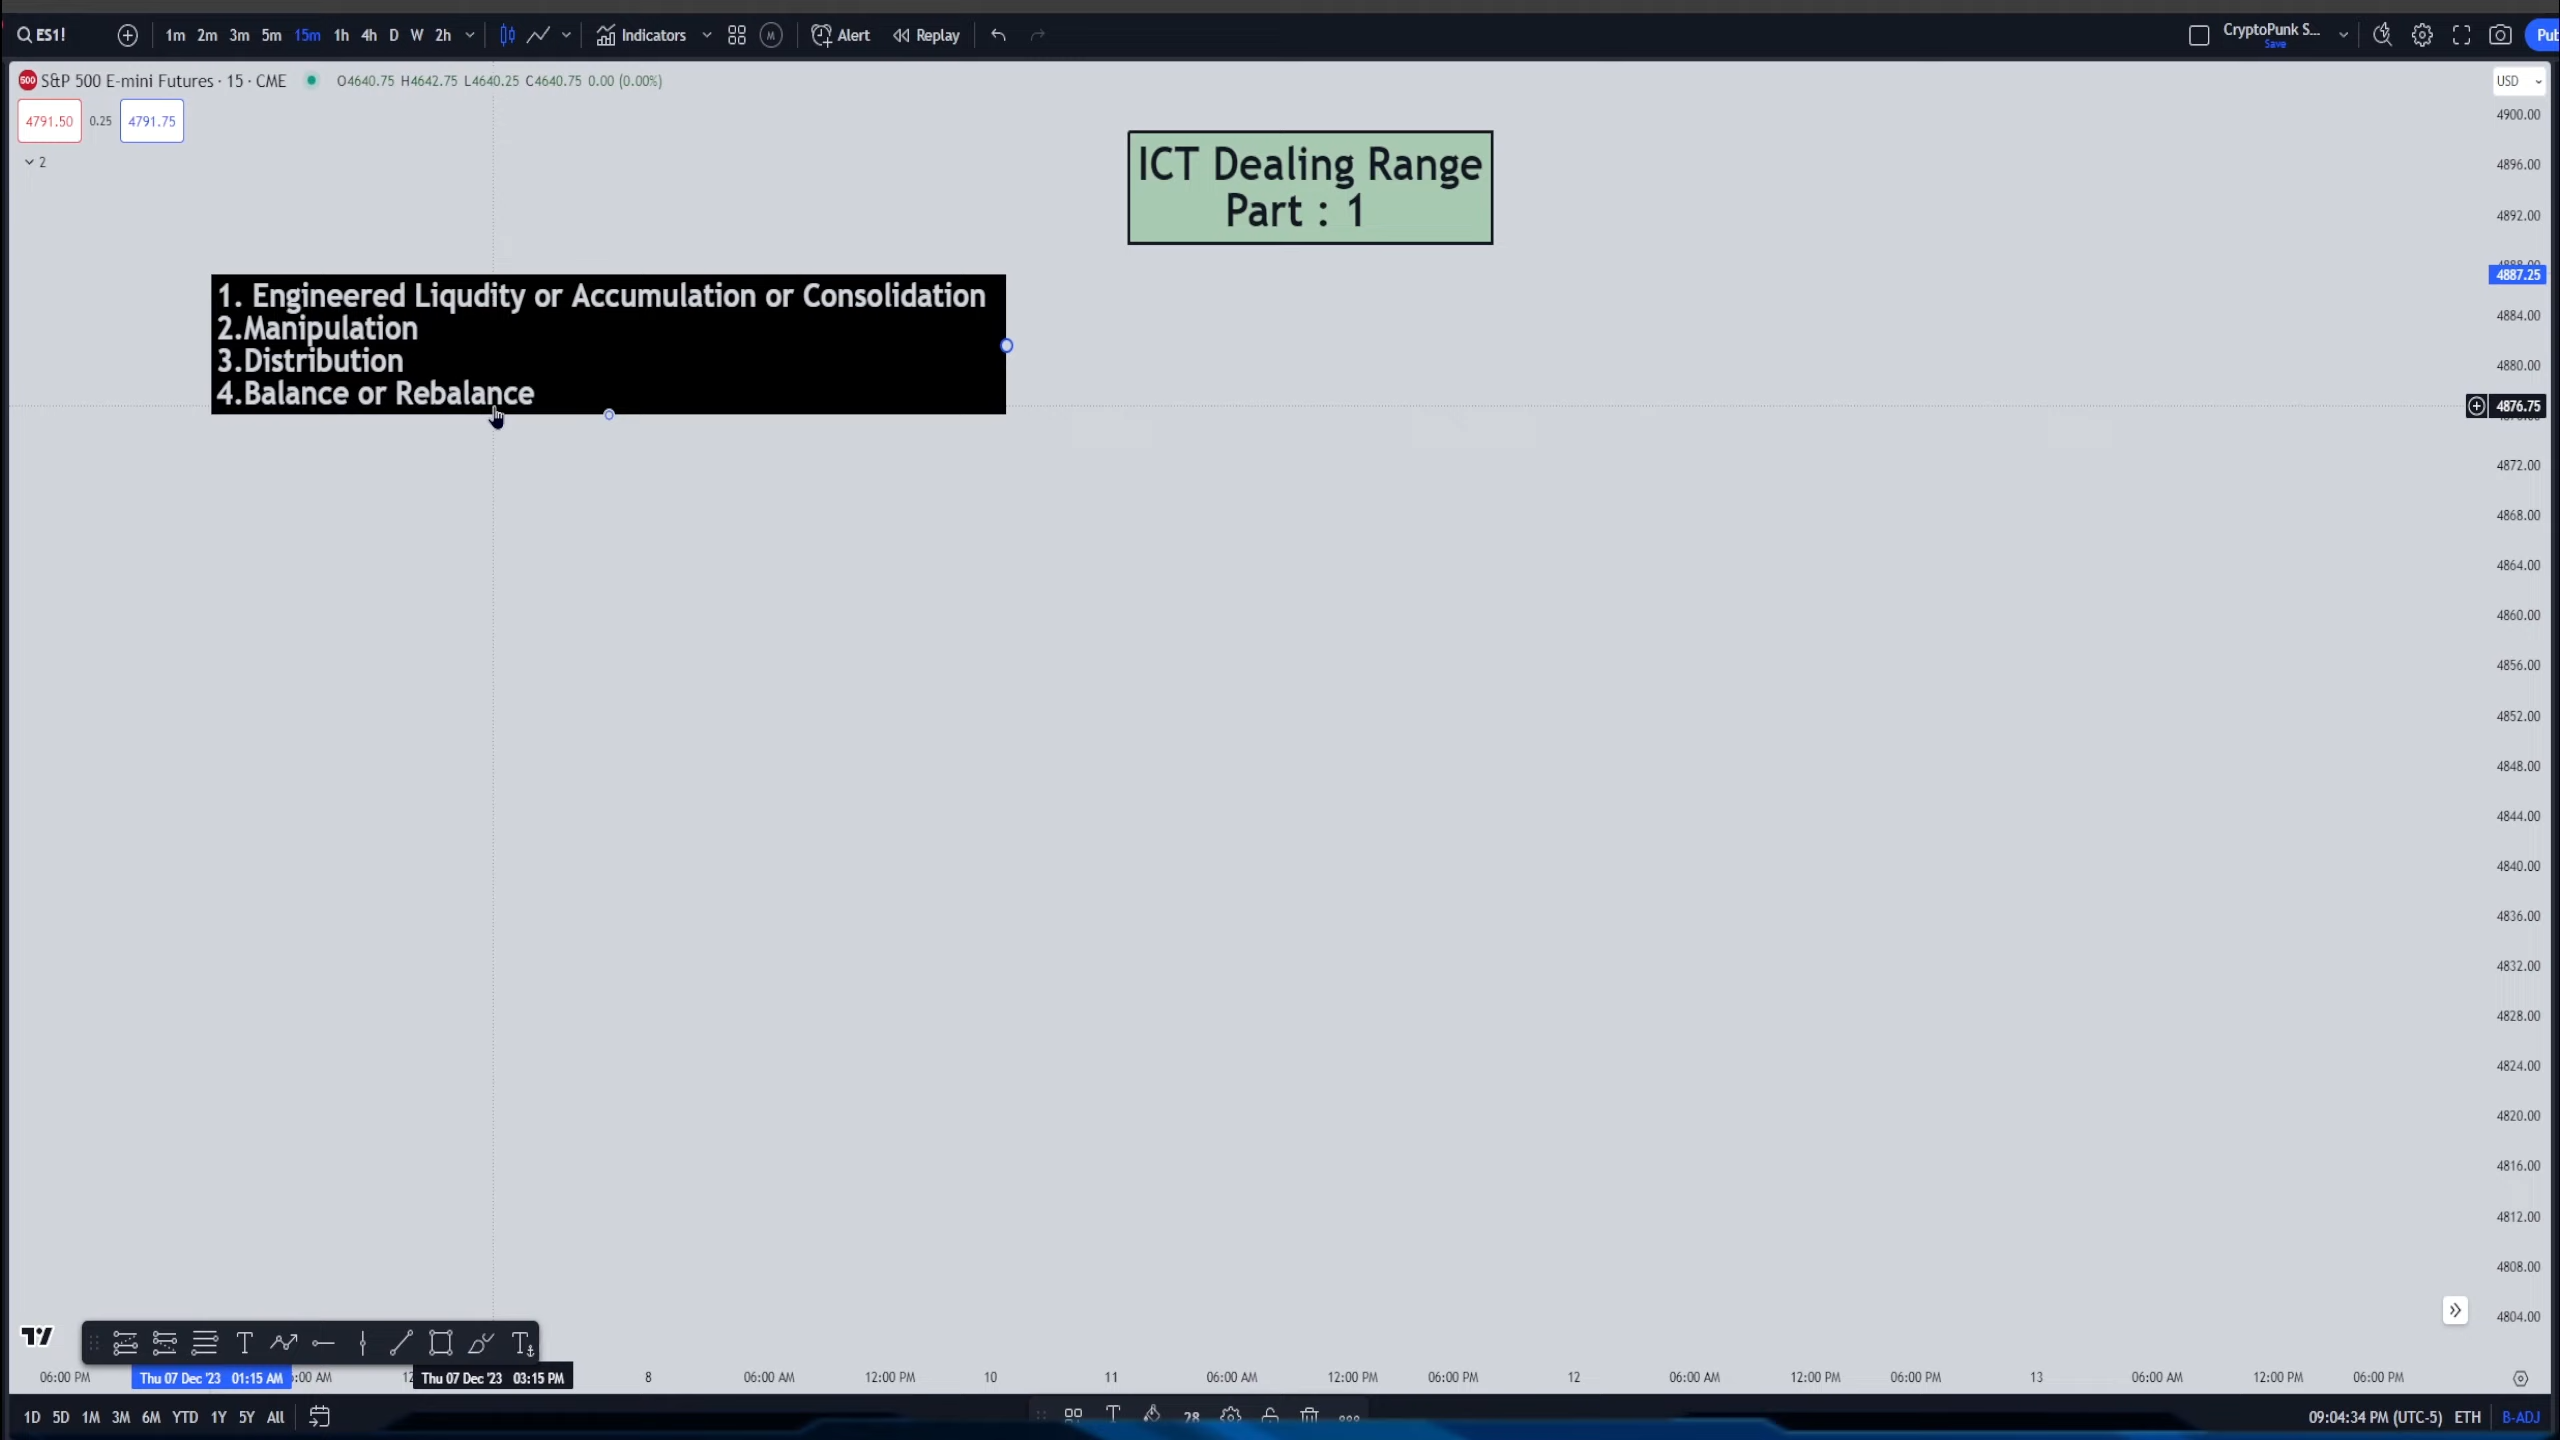 ES1!
1m 2m 3m 5m 15m 1h 4h D W 2h
Indicators
M
Alert
Replay
CryptoPunk S...
Save
Put
500 S&P 500 E-mini Futures · 15 · CME O4640.75 H4642.75 L4640.25 C4640.75 0.00 (0.00%)
USD
4791.50 0.25 4791.75
2
ICT Dealing Range
Part : 1
1. Engineered Liqudity or Accumulation or Consolidation
2.Manipulation
3.Distribution
4.Balance or Rebalance
4900.00
4896.00
4892.00
4887.25
4884.00
4880.00
4876.75
4872.00
4868.00
4864.00
4860.00
4856.00
4852.00
4848.00
4844.00
4840.00
4836.00
4832.00
4828.00
4824.00
4820.00
4816.00
4812.00
4808.00
4804.00
06:00 PM Thu 07 Dec '23 01:15 AM :00 AM 12 Thu 07 Dec '23 03:15 PM 8 06:00 AM 12:00 PM 10 11 06:00 AM 12:00 PM 06:00 PM 12 06:00 AM 12:00 PM 06:00 PM 13 06:00 AM 12:00 PM 06:00 PM
1D 5D 1M 3M 6M YTD 1Y 5Y All
28
09:04:34 PM (UTC-5) ETH B-ADJ